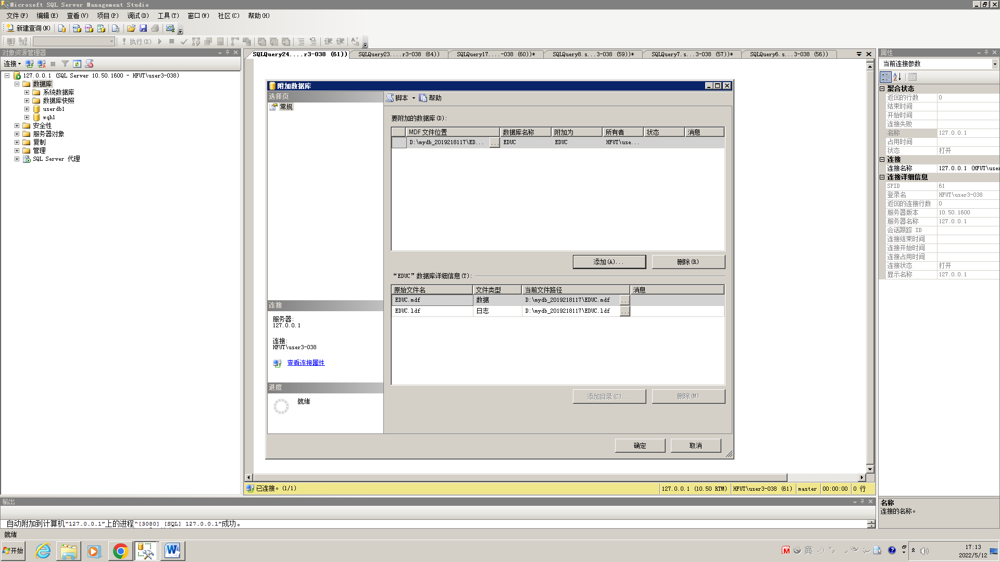 Microsoft SQL Server Management Studio
文件(F) 编辑(E) 查看(V) 项目(P) 调试(D) 工具(T) 窗口(W) 社区(C) 帮助(H)
新建查询(N)
执行(X)
对象资源管理器
连接
127.0.0.1 (SQL Server 10.50.1600 - HFUT\user3-038)
数据库
系统数据库
数据库快照
userdb1
wqh1
安全性
服务器对象
复制
管理
SQL Server 代理
SQLQuery24....r3-038 (61)) SQLQuery23....r3-038 (64)) SQLQuery17....-038 (60))* SQLQuery8.s...3-038 (59))* SQLQuery7.s...3-038 (57))* SQLQuery6.s...3-038 (56))
附加数据库
选择页
常规
脚本 帮助
要附加的数据库(D):
MDF 文件位置 数据库名称 附加为 所有者 状态 消息
D:\mydb_2019218117\ED... ... EDUC EDUC HFUT\use...
添加(A)... 删除(R)
“EDUC”数据库详细信息(T):
原始文件名 文件类型 当前文件路径 消息
EDUC.mdf 数据 D:\mydb_2019218117\EDUC.mdf ...
EDUC.ldf 日志 D:\mydb_2019218117\EDUC.ldf ...
添加目录(C)... 删除(M)
连接
服务器:
127.0.0.1
连接:
HFUT\user3-038
查看连接属性
进度
就绪
确定 取消
已连接。(1/1) 127.0.0.1 (10.50 RTM) HFUT\user3-038 (61) master 00:00:00 0 行
属性
当前连接参数
聚合状态
返回的行数 0
结束时间
开始时间
连接失败
名称 127.0.0.1
占用时间
状态 打开
连接
连接名称 127.0.0.1 (HFUT\user
连接详细信息
SPID 61
登录名 HFUT\user3-038
返回的连接行数 0
服务器版本 10.50.1600
服务器名称 127.0.0.1
会话跟踪 ID
连接结束时间
连接开始时间
连接占用时间
连接状态 打开
显示名称 127.0.0.1
名称
连接的名称。
输出
自动附加到计算机“127.0.0.1”上的进程“[3080] [SQL] 127.0.0.1”成功。
就绪
开始
英
17:13
2022/5/12